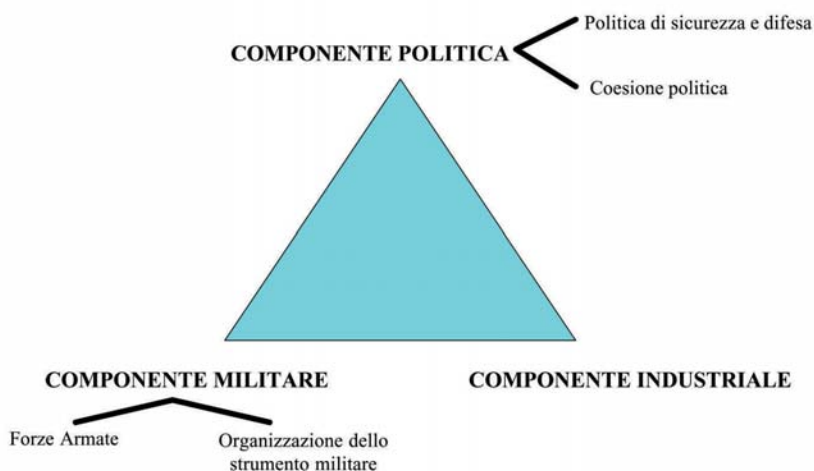 Politica di sicurezza e difesa
COMPONENTE POLITICA
Coesione politica
COMPONENTE MILITARE
COMPONENTE INDUSTRIALE
Forze Armate
Organizzazione dello
strumento militare